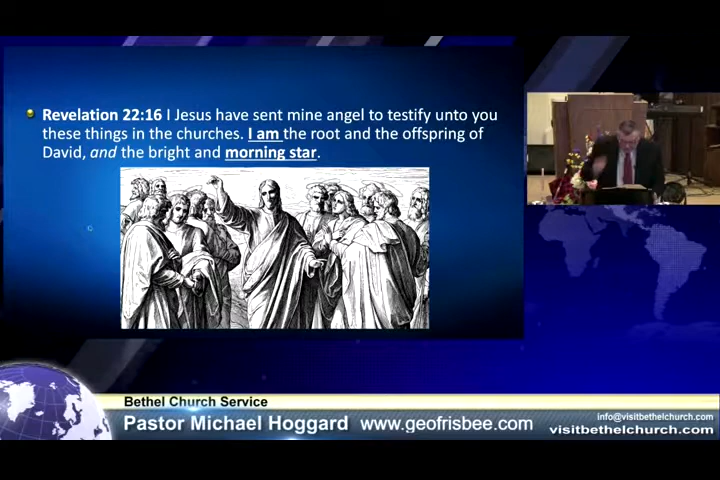 Revelation 22:16 I Jesus have sent mine angel to testify unto you
these things in the churches. I am the root and the offspring of
David, and the bright and morning star.
Bethel Church Service
Pastor Michael Hoggard www.geofrisbee.com
info@visitbethelchurch.com
visitbethelchurch.com